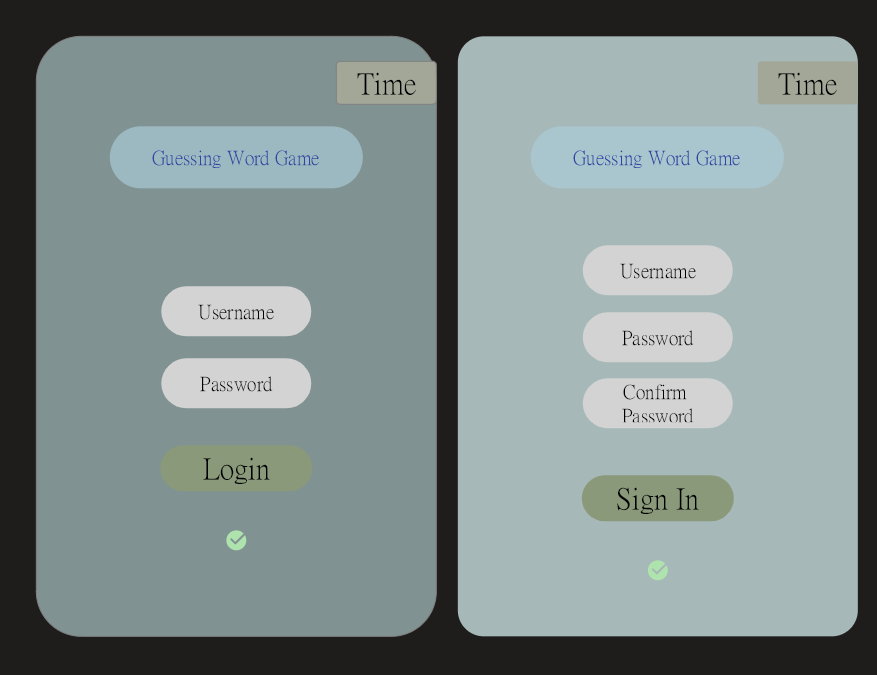 Time
Guessing Word Game
Username
Password
Login
Time
Guessing Word Game
Username
Password
Confirm
Password
Sign In